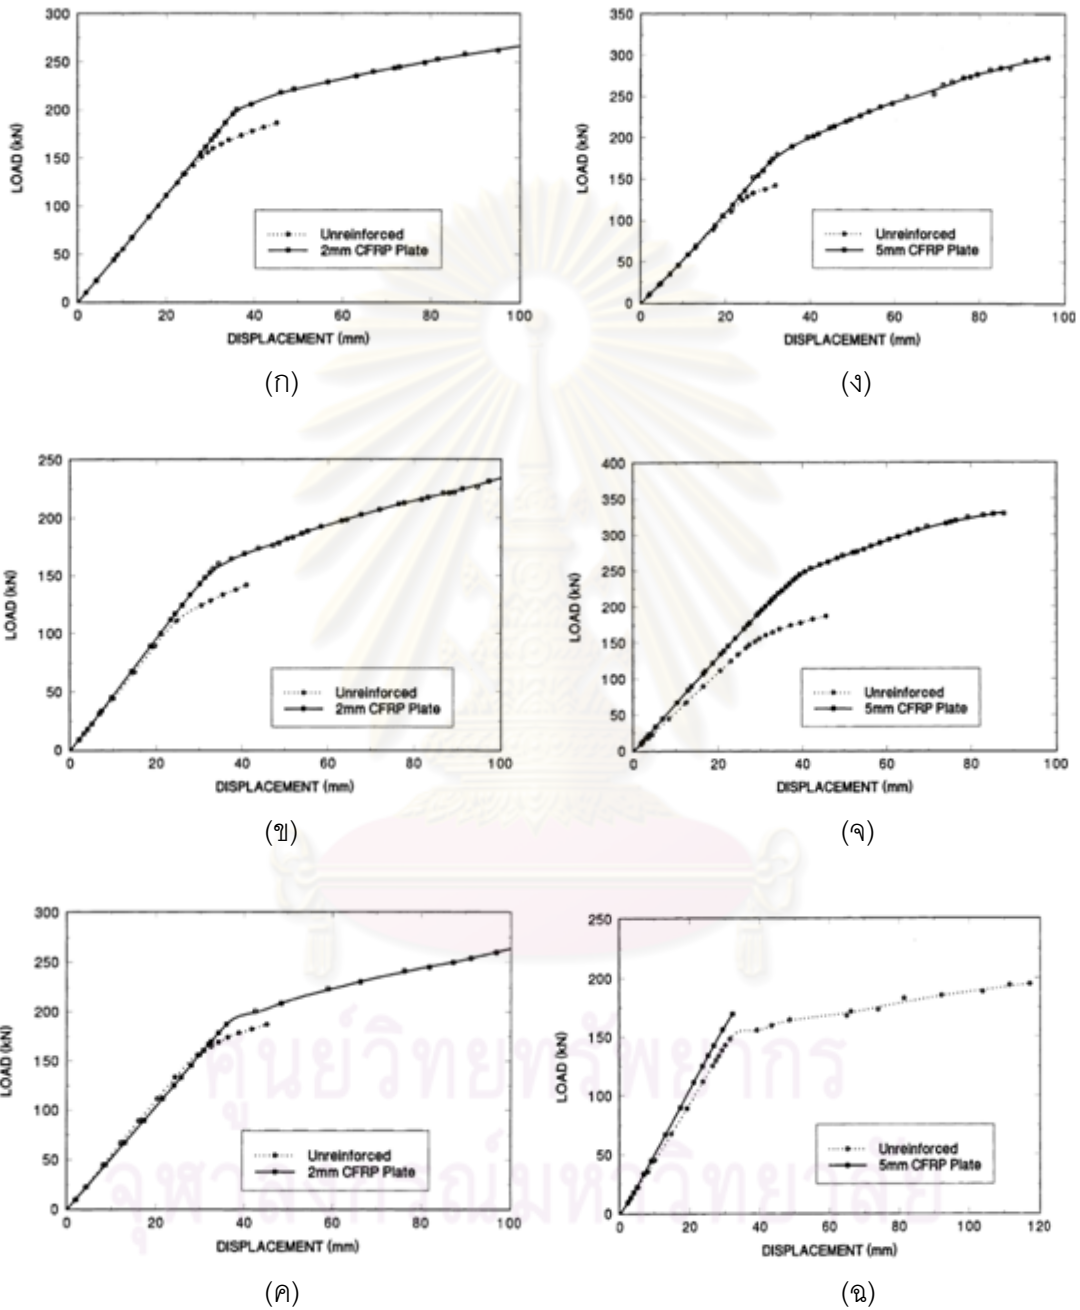 300
250
200
150
100
50
0
LOAD (kN)
Unreinforced
2mm CFRP Plate
0 20 40 60 80 100
DISPLACEMENT (mm)
(ก)
350
300
250
200
150
100
50
0
LOAD (kN)
Unreinforced
5mm CFRP Plate
0 20 40 60 80 100
DISPLACEMENT (mm)
(ง)
250
200
150
100
50
0
LOAD (kN)
Unreinforced
2mm CFRP Plate
0 20 40 60 80 100
DISPLACEMENT (mm)
(ข)
400
350
300
250
200
150
100
50
0
LOAD (kN)
Unreinforced
5mm CFRP Plate
0 20 40 60 80 100
DISPLACEMENT (mm)
(จ)
300
250
200
150
100
50
0
LOAD (kN)
Unreinforced
2mm CFRP Plate
0 20 40 60 80 100
DISPLACEMENT (mm)
(ค)
250
200
150
100
50
0
LOAD (kN)
Unreinforced
5mm CFRP Plate
0 20 40 60 80 100 120
DISPLACEMENT (mm)
(ฉ)
ศูนย์วิทยทรัพยากร
จุฬาลงกรณ์มหาวิทยาลัย